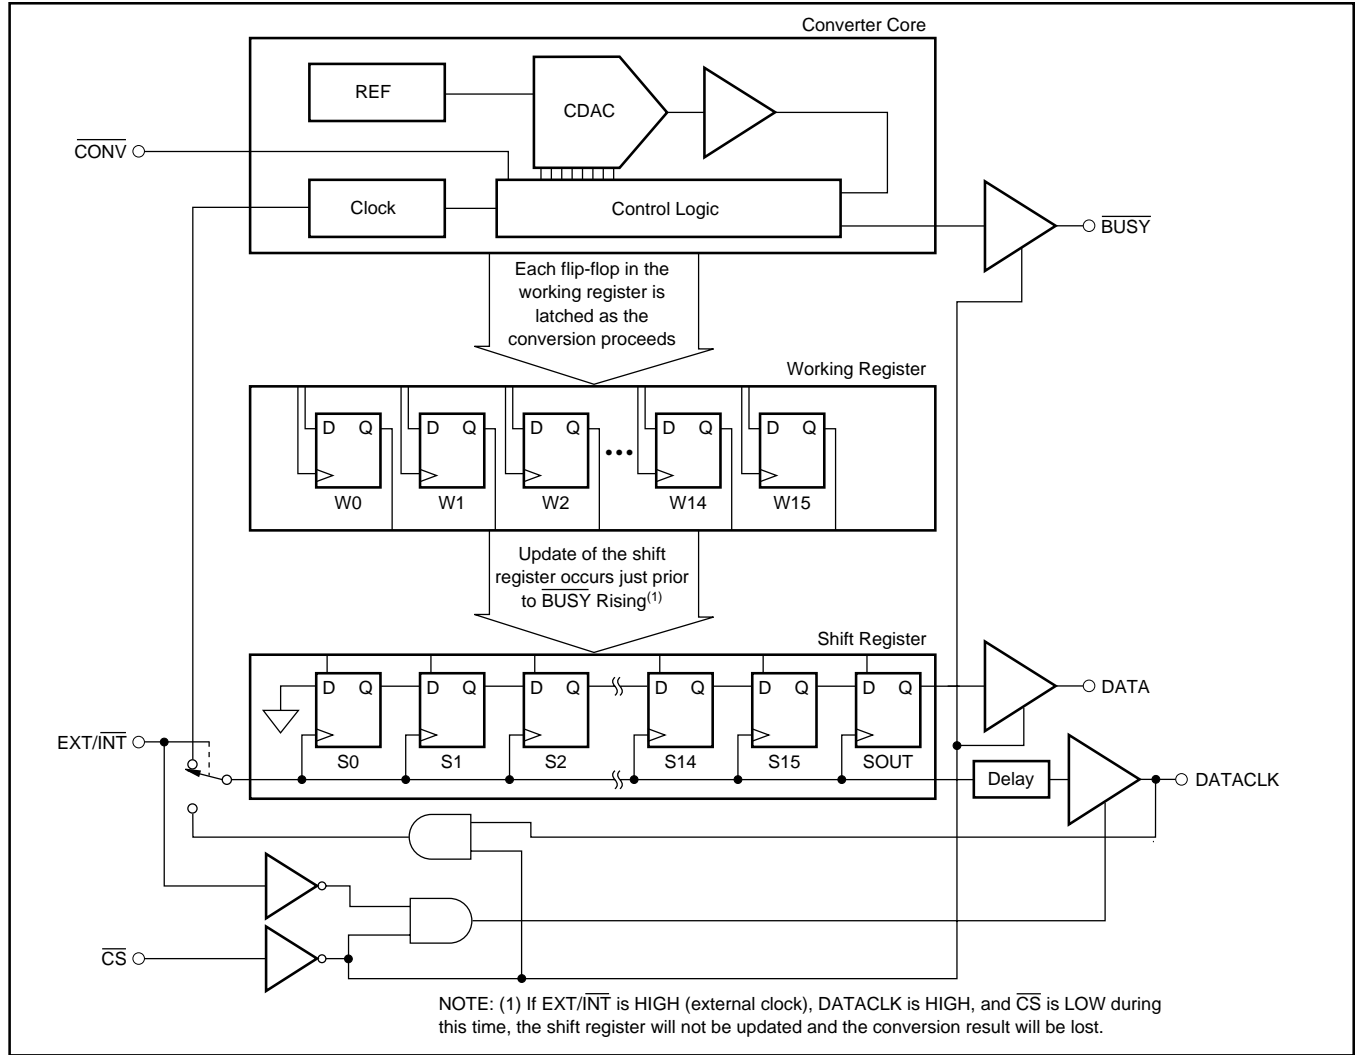 Converter Core
REF
CDAC
CONV
Clock
Control Logic
BUSY
Each flip-flop in the
working register is
latched as the
conversion proceeds
Working Register
D Q D Q D Q ••• D Q D Q
W0 W1 W2 W14 W15
Update of the shift
register occurs just prior
to BUSY Rising(1)
Shift Register
D Q D Q D Q D Q D Q D Q
DATA
EXT/INT
S0 S1 S2 S14 S15 SOUT
Delay
DATACLK
CS
NOTE: (1) If EXT/INT is HIGH (external clock), DATACLK is HIGH, and CS is LOW during
this time, the shift register will not be updated and the conversion result will be lost.